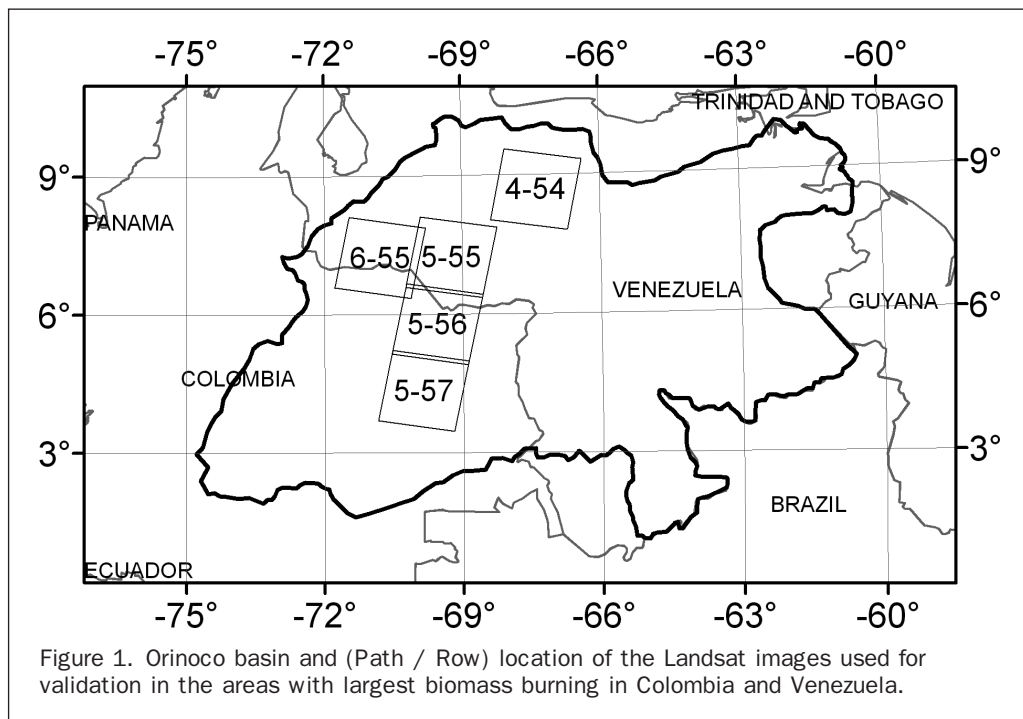 -75° -72° -69° -66° -63° -60°
TRINIDAD AND TOBAGO
9° 9°
4-54
PANAMA
6-55 5-55
VENEZUELA
GUYANA
6° 6°
5-56
COLOMBIA
5-57
3° 3°
BRAZIL
ECUADOR
-75° -72° -69° -66° -63° -60°
Figure 1. Orinoco basin and (Path / Row) location of the Landsat images used for
validation in the areas with largest biomass burning in Colombia and Venezuela.